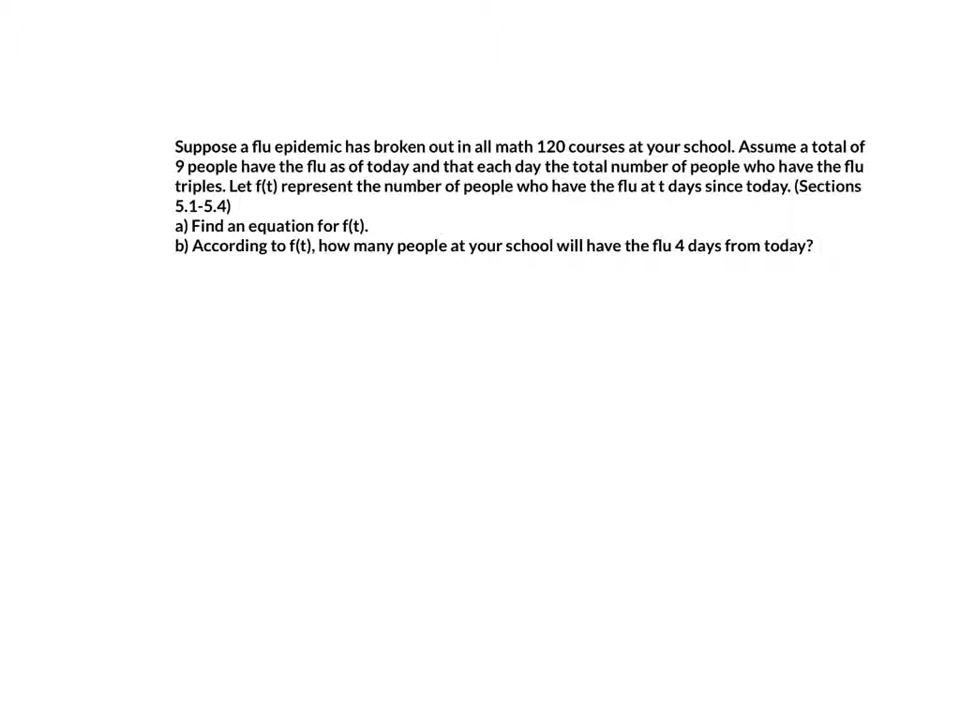 Suppose a flu epidemic has broken out in all math 120 courses at your school. Assume a total of
9 people have the flu as of today and that each day the total number of people who have the flu
triples. Let f(t) represent the number of people who have the flu at t days since today. (Sections
5.1-5.4)
a) Find an equation for f(t).
b) According to f(t), how many people at your school will have the flu 4 days from today?